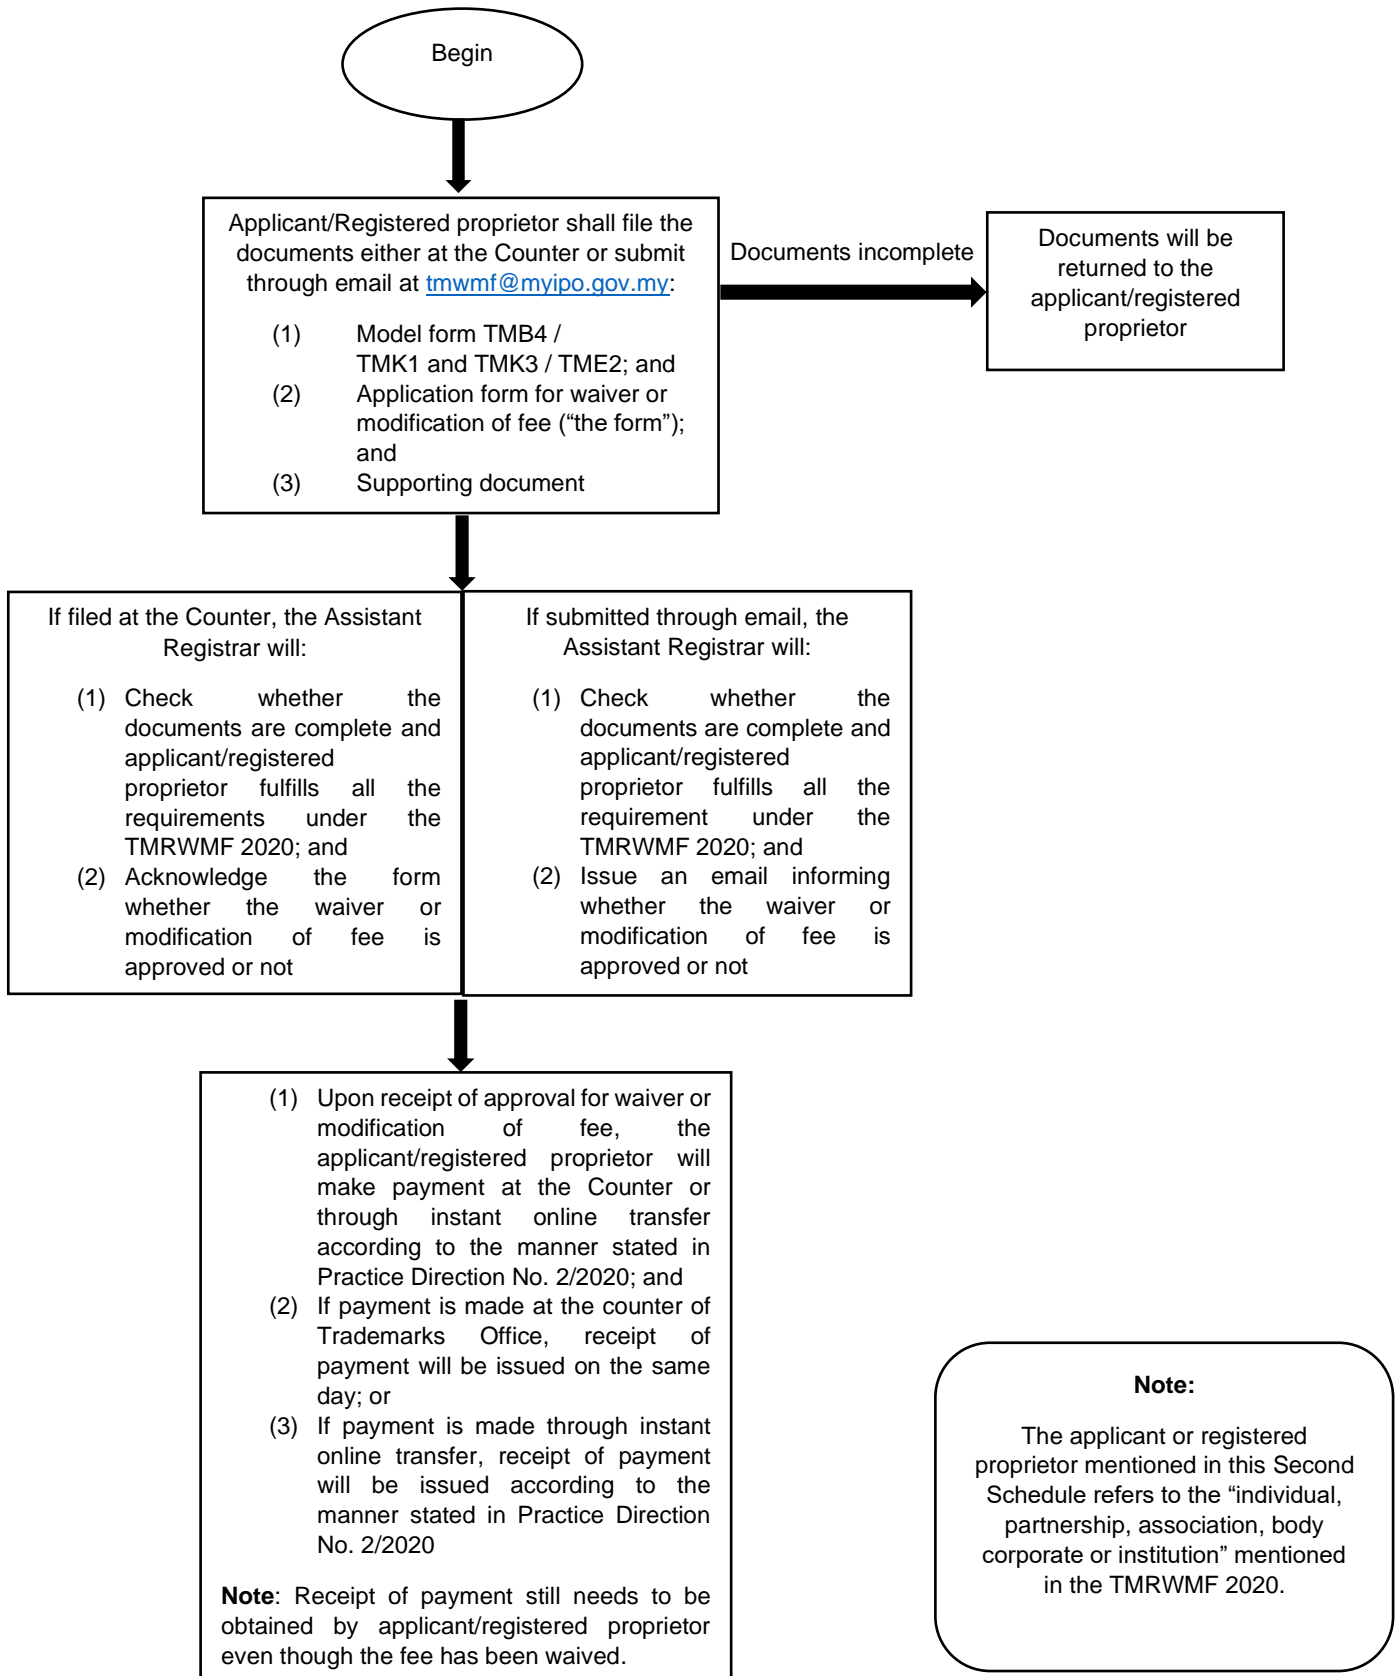 Begin
Applicant/Registered proprietor shall file the
documents either at the Counter or submit
through email at tmwmf@myipo.gov.my:
(1) Model form TMB4 /
TMK1 and TMK3 / TME2; and
(2) Application form for waiver or
modification of fee (“the form”);
and
(3) Supporting document
Documents incomplete
Documents will be
returned to the
applicant/registered
proprietor
If filed at the Counter, the Assistant
Registrar will:
(1) Check whether the
documents are complete and
applicant/registered
proprietor fulfills all the
requirements under the
TMRWMF 2020; and
(2) Acknowledge the form
whether the waiver or
modification of fee is
approved or not
If submitted through email, the
Assistant Registrar will:
(1) Check whether the
documents are complete and
applicant/registered
proprietor fulfills all the
requirement under the
TMRWMF 2020; and
(2) Issue an email informing
whether the waiver or
modification of fee is
approved or not
(1) Upon receipt of approval for waiver or
modification of fee, the
applicant/registered proprietor will
make payment at the Counter or
through instant online transfer
according to the manner stated in
Practice Direction No. 2/2020; and
(2) If payment is made at the counter of
Trademarks Office, receipt of
payment will be issued on the same
day; or
(3) If payment is made through instant
online transfer, receipt of payment
will be issued according to the
manner stated in Practice Direction
No. 2/2020
Note: Receipt of payment still needs to be
obtained by applicant/registered proprietor
even though the fee has been waived.
Note:
The applicant or registered
proprietor mentioned in this Second
Schedule refers to the “individual,
partnership, association, body
corporate or institution” mentioned
in the TMRWMF 2020.